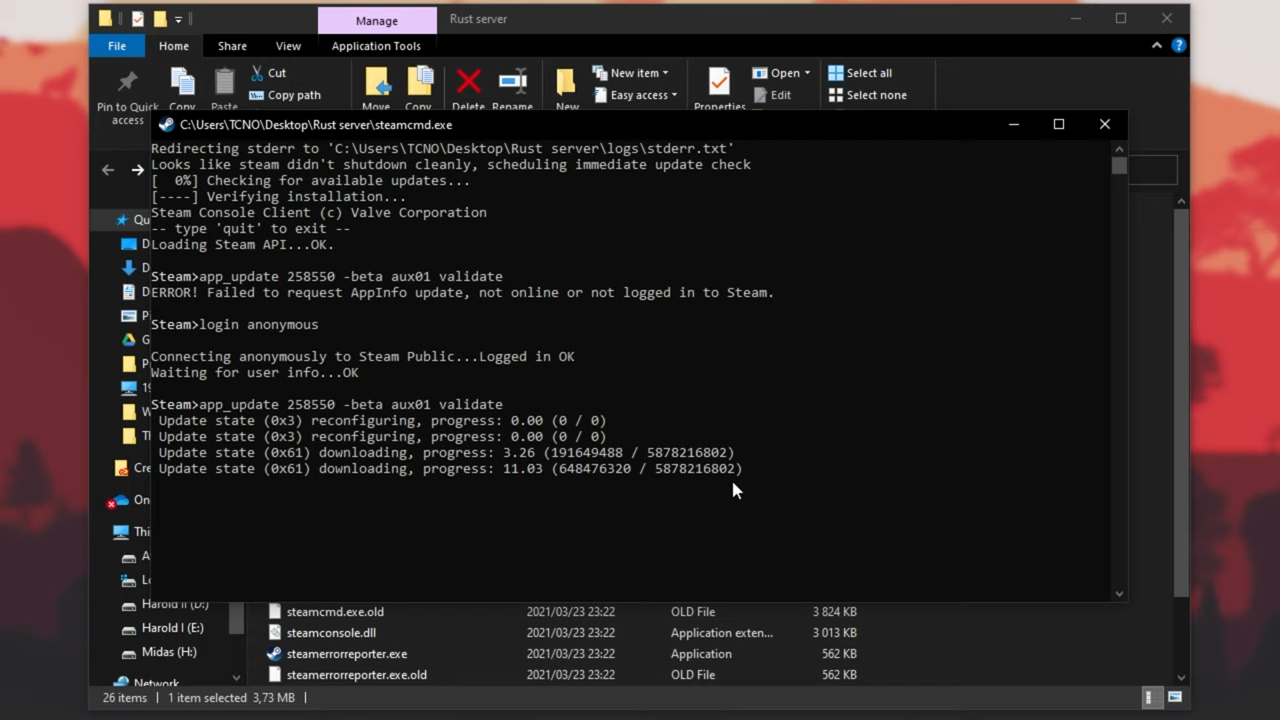 Manage
Rust server
File
Home
Share
View
Application Tools
Pin to Quick
access
Copy
Paste
Cut
Copy path
Move
Copy
Delete
Rename
New
New item
Easy access
Properties
Open
Edit
Select all
Select none
C:\Users\TCNO\Desktop\Rust server\steamcmd.exe
Redirecting stderr to 'C:\Users\TCNO\Desktop\Rust server\logs\stderr.txt'
Looks like steam didn't shutdown cleanly, scheduling immediate update check
[  0%] Checking for available updates...
[----] Verifying installation...
Steam Console Client (c) Valve Corporation
-- type 'quit' to exit --
Loading Steam API...OK.
Steam>app_update 258550 -beta aux01 validate
ERROR! Failed to request AppInfo update, not online or not logged in to Steam.
Steam>login anonymous
Connecting anonymously to Steam Public...Logged in OK
Waiting for user info...OK
Steam>app_update 258550 -beta aux01 validate
Update state (0x3) reconfiguring, progress: 0.00 (0 / 0)
Update state (0x3) reconfiguring, progress: 0.00 (0 / 0)
Update state (0x61) downloading, progress: 3.26 (191649488 / 5878216802)
Update state (0x61) downloading, progress: 11.03 (648476320 / 5878216802)
Qu
D
D
D
P
G
P
19
W
Th
Cre
On
Thi
A
Lo
Harold II (D:)
Harold I (E:)
Midas (H:)
Network
steamcmd.exe.old 2021/03/23 23:22 OLD File 3 824 KB
steamconsole.dll 2021/03/23 23:22 Application exten... 3 013 KB
steamerrorreporter.exe 2021/03/23 23:22 Application 562 KB
steamerrorreporter.exe.old 2021/03/23 23:22 OLD File 562 KB
26 items
1 item selected 3,73 MB